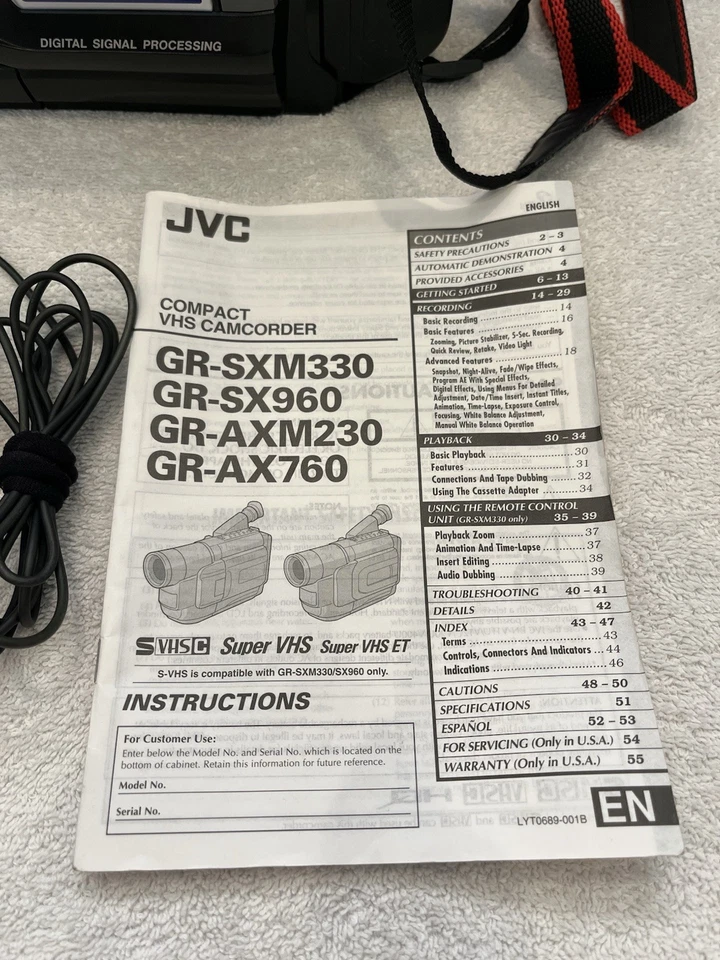 DIGITAL SIGNAL PROCESSING
JVC
ENGLISH
COMPACT
VHS CAMCORDER
GR-SXM330
GR-SX960
GR-AXM230
GR-AX760
SVHSC Super VHS Super VHS ET
S-VHS is compatible with GR-SXM330/SX960 only.
INSTRUCTIONS
For Customer Use:
Enter below the Model No. and Serial No. which is located on the
bottom of cabinet. Retain this information for future reference.
Model No.
Serial No.
CONTENTS
SAFETY PRECAUTIONS 2 – 3
AUTOMATIC DEMONSTRATION 4
PROVIDED ACCESSORIES 4
GETTING STARTED 6 – 13
RECORDING 14 – 29
Basic Recording 14
Basic Features 16
Zooming, Picture Stabilizer, 5-Sec. Recording,
Quick Review, Retake, Video Light
Advanced Features 18
Snapshot, Night-Alive, Fade/Wipe Effects,
Program AE With Special Effects,
Digital Effects, Using Menus For Detailed
Adjustment, Date/Time Insert, Instant Titles,
Animation, Time-Lapse, Exposure Control,
Focusing, White Balance Adjustment,
Manual White Balance Operation
PLAYBACK 30 – 34
Basic Playback 30
Features 31
Connections And Tape Dubbing 32
Using The Cassette Adapter 34
USING THE REMOTE CONTROL
UNIT (GR-SXM330 only) 35 – 39
Playback Zoom 37
Animation And Time-Lapse 37
Insert Editing 38
Audio Dubbing 39
TROUBLESHOOTING 40 – 41
DETAILS 42
INDEX 43 – 47
Terms 43
Controls, Connectors And Indicators 44
Indications 46
CAUTIONS 48 – 50
SPECIFICATIONS 51
ESPAÑOL 52 – 53
FOR SERVICING (Only in U.S.A.) 54
WARRANTY (Only in U.S.A.) 55
LYT0689-001B
EN